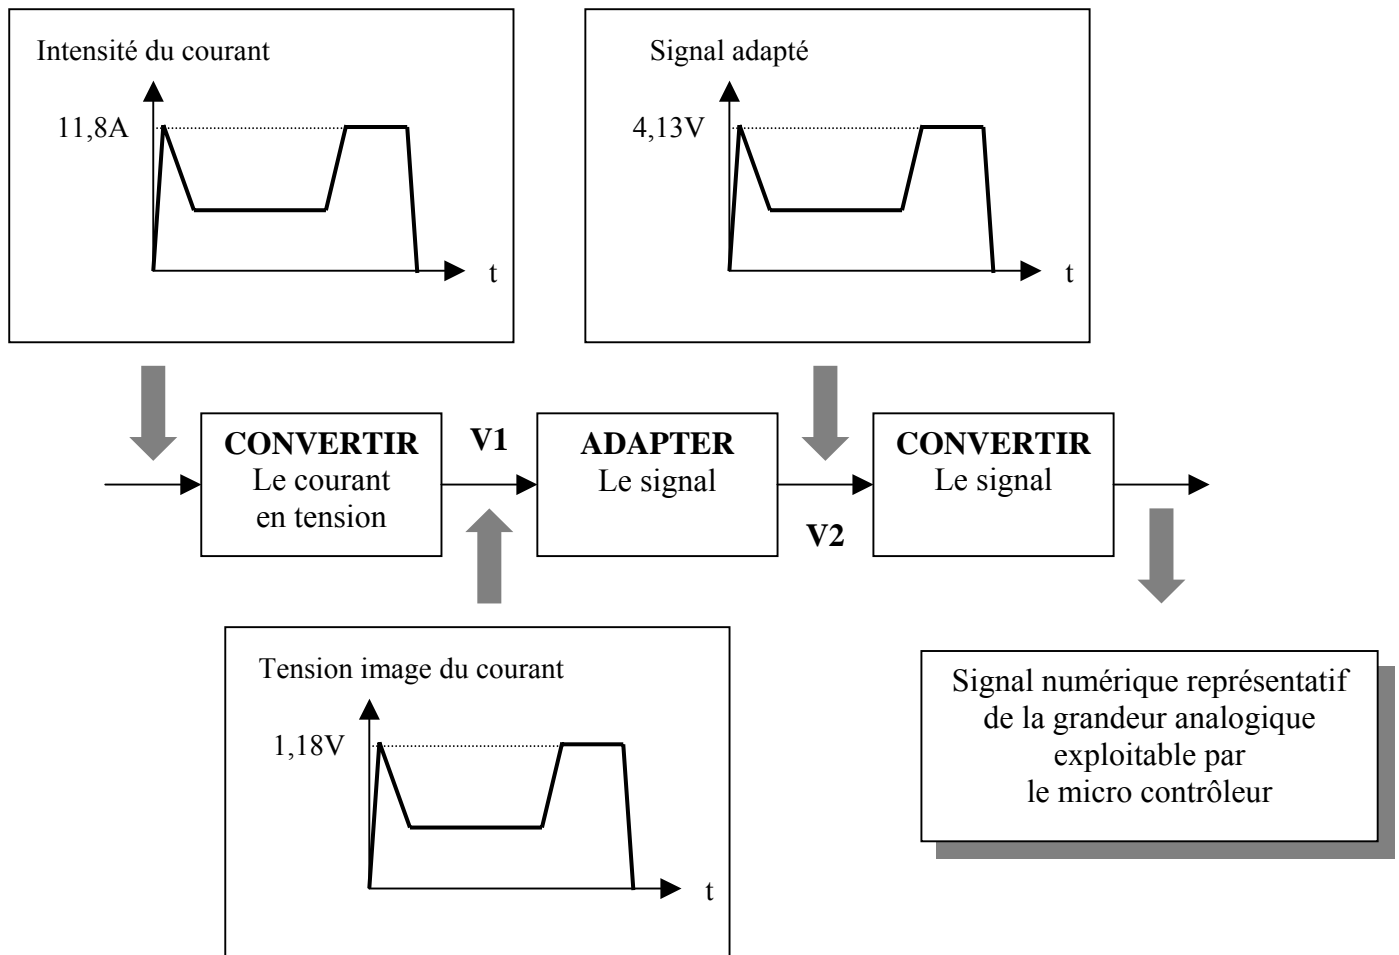 Intensité du courant
11,8A
t
Signal adapté
4,13V
t
CONVERTIR
Le courant
en tension
V1
ADAPTER
Le signal
V2
CONVERTIR
Le signal
Tension image du courant
1,18V
t
Signal numérique représentatif
de la grandeur analogique
exploitable par
le micro contrôleur